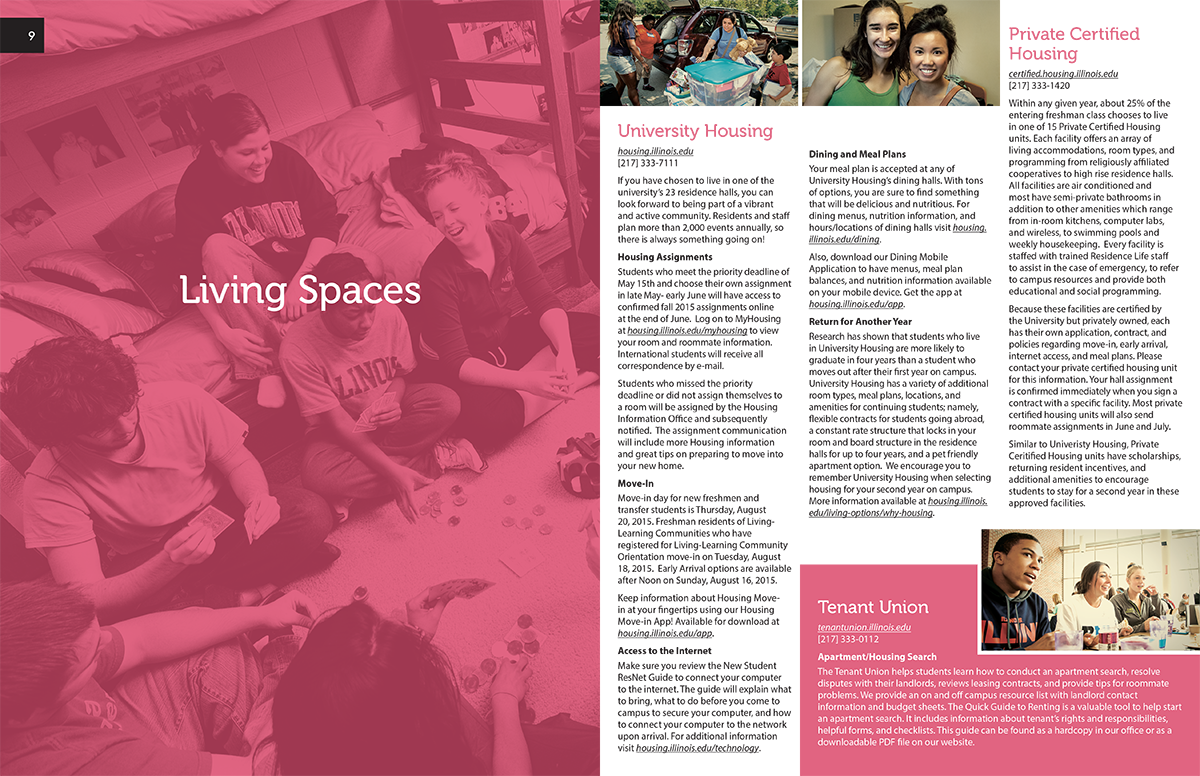 9
Living Spaces
ILLINOIS
University Housing
housing.illinois.edu
[217] 333-7111
If you have chosen to live in one of the
university's 23 residence halls, you can
look forward to being part of a vibrant
and active community. Residents and staff
plan more than 2,000 events annually, so
there is always something going on!
Housing Assignments
Students who meet the priority deadline of
May 15th and choose their own assignment
in late May- early June will have access to
confirmed fall 2015 assignments online
at the end of June.  Log on to MyHousing
at housing.illinois.edu/myhousing to view
your room and roommate information.
International students will receive all
correspondence by e-mail.
Students who missed the priority
deadline or did not assign themselves to
a room will be assigned by the Housing
Information Office and subsequently
notified.  The assignment communication
will include more Housing information
and great tips on preparing to move into
your new home.
Move-In
Move-in day for new freshmen and
transfer students is Thursday, August
20, 2015. Freshman residents of Living-
Learning Communities who have
registered for Living-Learning Community
Orientation move-in on Tuesday, August
18, 2015.  Early Arrival options are available
after Noon on Sunday, August 16, 2015.
Keep information about Housing Move-
in at your fingertips using our Housing
Move-in App! Available for download at
housing.illinois.edu/app.
Access to the Internet
Make sure you review the New Student
ResNet Guide to connect your computer
to the internet. The guide will explain what
to bring, what to do before you come to
campus to secure your computer, and how
to connect your computer to the network
upon arrival. For additional information
visit housing.illinois.edu/technology.
Dining and Meal Plans
Your meal plan is accepted at any of
University Housing's dining halls. With tons
of options, you are sure to find something
that will be delicious and nutritious. For
dining menus, nutrition information, and
hours/locations of dining halls visit housing.
illinois.edu/dining.
Also, download our Dining Mobile
Application to have menus, meal plan
balances, and nutrition information available
on your mobile device. Get the app at
housing.illinois.edu/app.
Return for Another Year
Research has shown that students who live
in University Housing are more likely to
graduate in four years than a student who
moves out after their first year on campus.
University Housing has a variety of additional
room types, meal plans, locations, and
amenities for continuing students; namely,
flexible contracts for students going abroad,
a constant rate structure that locks in your
room and board structure in the residence
halls for up to four years, and a pet friendly
apartment option.  We encourage you to
remember University Housing when selecting
housing for your second year on campus.
More information available at housing.illinois.
edu/living-options/why-housing.
Private Certified
Housing
certified.housing.illinois.edu
[217] 333-1420
Within any given year, about 25% of the
entering freshman class chooses to live
in one of 15 Private Certified Housing
units. Each facility offers an array of
living accommodations, room types, and
programming from religiously affiliated
cooperatives to high rise residence halls.
All facilities are air conditioned and
most have semi-private bathrooms in
addition to other amenities which range
from in-room kitchens, computer labs,
and wireless, to swimming pools and
weekly housekeeping.  Every facility is
staffed with trained Residence Life staff
to assist in the case of emergency, to refer
to campus resources and provide both
educational and social programming.
Because these facilities are certified by
the University but privately owned, each
has their own application, contract, and
policies regarding move-in, early arrival,
internet access, and meal plans. Please
contact your private certified housing unit
for this information. Your hall assignment
is confirmed immediately when you sign a
contract with a specific facility. Most private
certified housing units will also send
roommate assignments in June and July.
Similar to Univeristy Housing, Private
Certified Housing units have scholarships,
returning resident incentives, and
additional amenities to encourage
students to stay for a second year in these
approved facilities.
Tenant Union
tenantunion.illinois.edu
[217] 333-0112
Apartment/Housing Search
The Tenant Union helps students learn how to conduct an apartment search, resolve
disputes with their landlords, reviews leasing contracts, and provide tips for roommate
problems. We provide an on and off campus resource list with landlord contact
information and budget sheets. The Quick Guide to Renting is a valuable tool to help start
an apartment search. It includes information about tenant's rights and responsibilities,
helpful forms, and checklists. This guide can be found as a hardcopy in our office or as a
downloadable PDF file on our website.